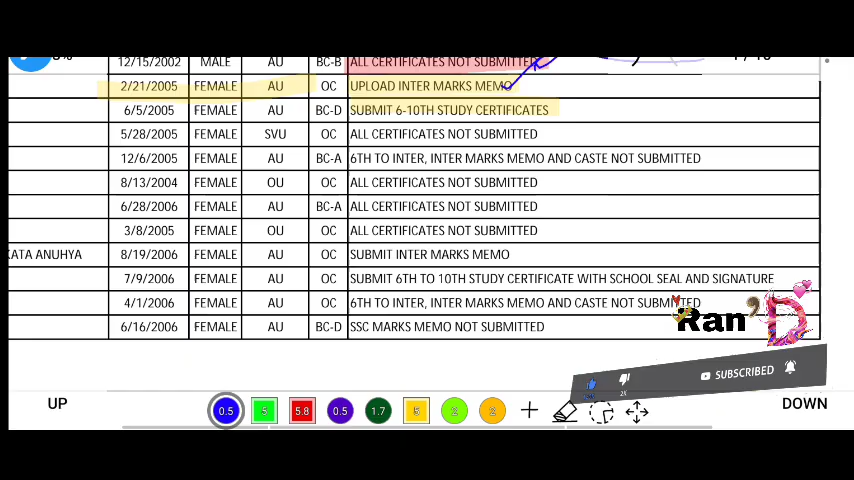 12/15/2002 MALE AU BC-B ALL CERTIFICATES NOT SUBMITTED
2/21/2005 FEMALE AU OC UPLOAD INTER MARKS MEMO
6/5/2005 FEMALE AU BC-D SUBMIT 6-10TH STUDY CERTIFICATES
5/28/2005 FEMALE SVU OC ALL CERTIFICATES NOT SUBMITTED
12/6/2005 FEMALE AU BC-A 6TH TO INTER, INTER MARKS MEMO AND CASTE NOT SUBMITTED
8/13/2004 FEMALE OU OC ALL CERTIFICATES NOT SUBMITTED
6/28/2006 FEMALE AU BC-A ALL CERTIFICATES NOT SUBMITTED
3/8/2005 FEMALE OU OC ALL CERTIFICATES NOT SUBMITTED
KATA ANUHYA 8/19/2006 FEMALE AU OC SUBMIT INTER MARKS MEMO
7/9/2006 FEMALE AU OC SUBMIT 6TH TO 10TH STUDY CERTIFICATE WITH SCHOOL SEAL AND SIGNATURE
4/1/2006 FEMALE AU OC 6TH TO INTER, INTER MARKS MEMO AND CASTE NOT SUBMITTED
6/16/2006 FEMALE AU BC-D SSC MARKS MEMO NOT SUBMITTED
Ran'D
SUBSCRIBED
2K
UP 0.5 5 5.8 0.5 1.7 5 2 2 DOWN